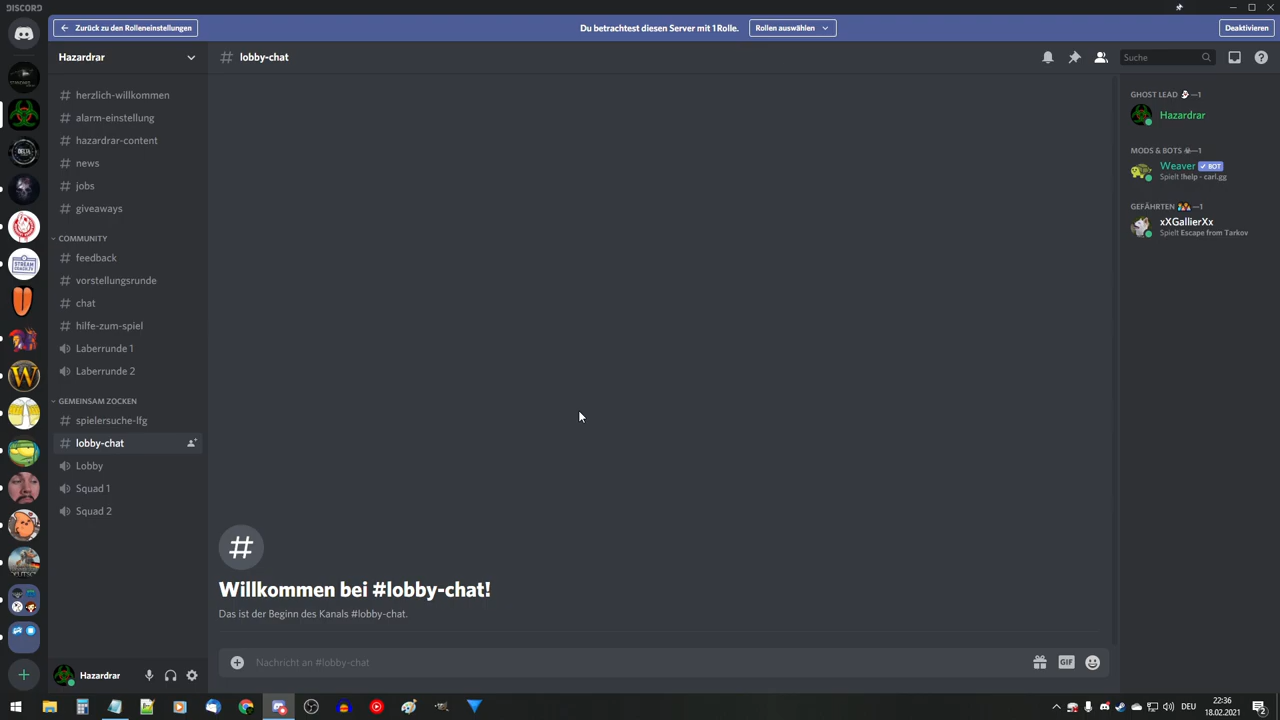 DISCORD
Zurück zu den Rolleneinstellungen
Du betrachtest diesen Server mit 1 Rolle.
Rollen auswählen
Deaktivieren
Hazardrar
lobby-chat
Suche
herzlich-willkommen
alarm-einstellung
hazardrar-content
news
jobs
giveaways
COMMUNITY
feedback
vorstellungsrunde
chat
hilfe-zum-spiel
Laberrunde 1
Laberrunde 2
GEMEINSAM ZOCKEN
spielersuche-lfg
lobby-chat
Lobby
Squad 1
Squad 2
Willkommen bei #lobby-chat!
Das ist der Beginn des Kanals #lobby-chat.
Nachricht an #lobby-chat
GIF
GHOST LEAD 👻—1
Hazardrar
MODS & BOTS ☣—1
Weaver ✓ BOT
Spielt !help - carl.gg
GEFÄHRTEN—1
xXGallierXx
Spielt Escape from Tarkov
Hazardrar
DEU
22:36
18.02.2021
2